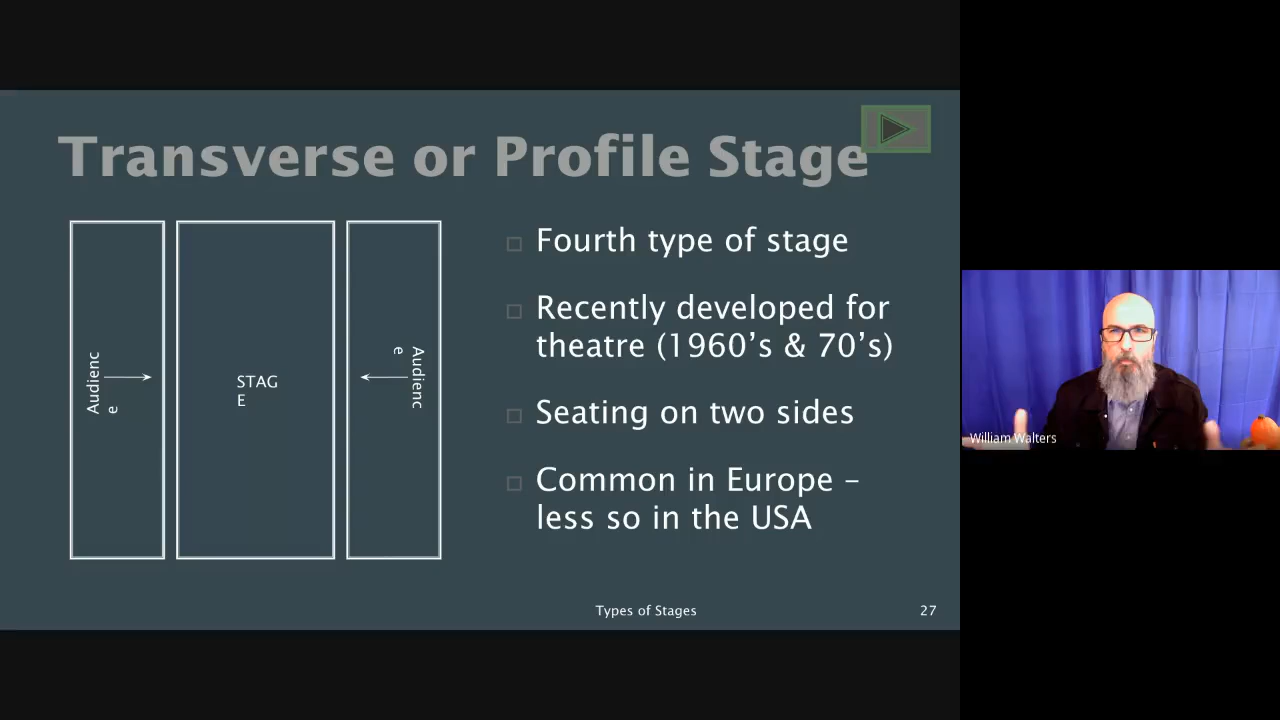 Transverse or Profile Stage
Audienc
e
STAG
E
Audienc
e
Fourth type of stage
Recently developed for
theatre (1960’s & 70’s)
Seating on two sides
Common in Europe –
less so in the USA
Types of Stages
27
William Walters